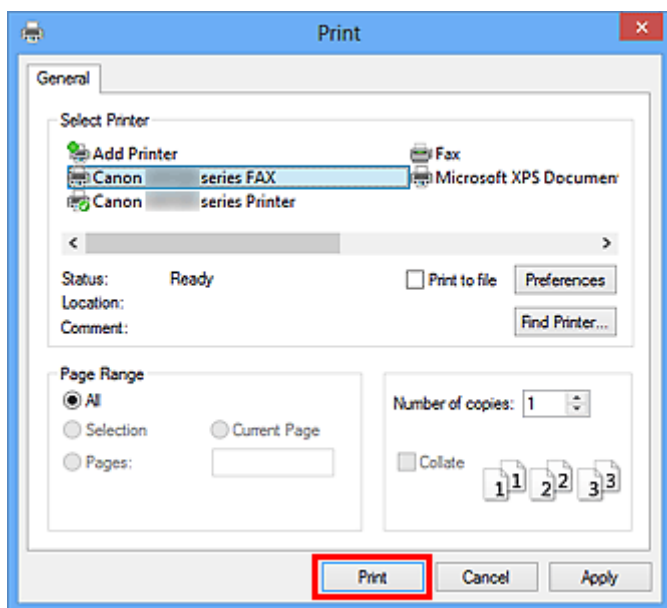 Print
General
Select Printer
Add Printer
Fax
Canon series FAX
Microsoft XPS Documen
Canon series Printer
Status: Ready
Print to file
Preferences
Location:
Comment:
Find Printer...
Page Range
All
Number of copies: 1
Selection
Current Page
Pages:
Collate
1 1 2 2 3 3
Print
Cancel
Apply